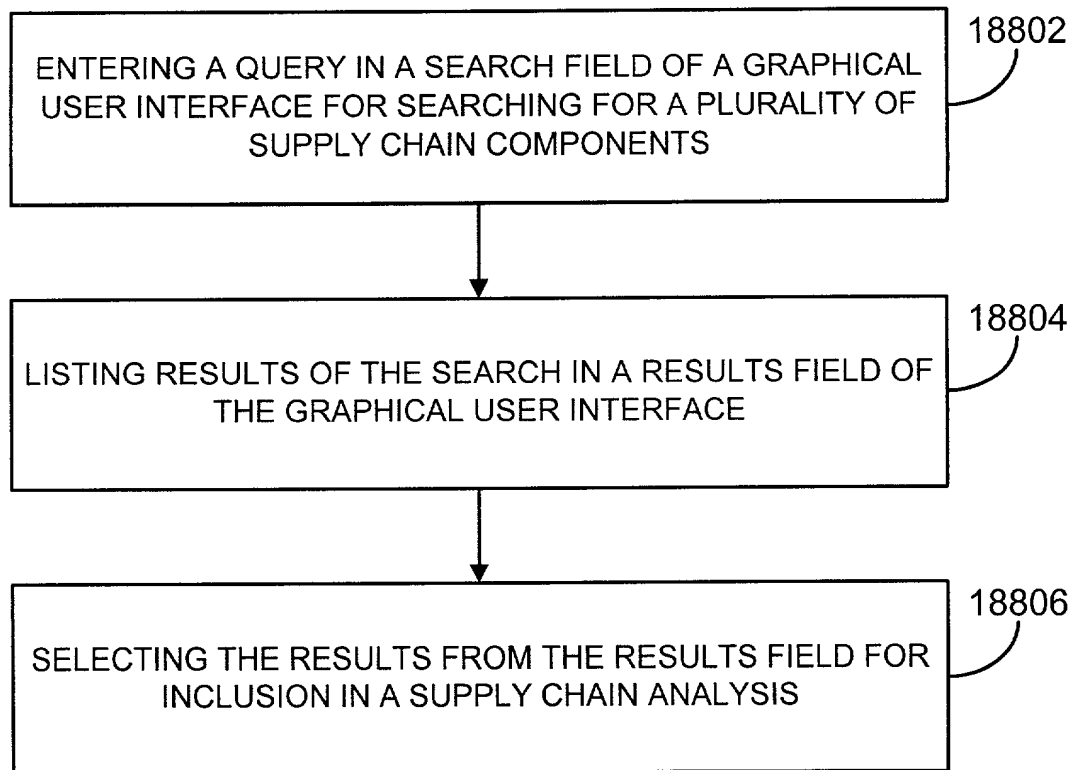 18802
ENTERING A QUERY IN A SEARCH FIELD OF A GRAPHICAL
USER INTERFACE FOR SEARCHING FOR A PLURALITY OF
SUPPLY CHAIN COMPONENTS
18804
LISTING RESULTS OF THE SEARCH IN A RESULTS FIELD OF
THE GRAPHICAL USER INTERFACE
18806
SELECTING THE RESULTS FROM THE RESULTS FIELD FOR
INCLUSION IN A SUPPLY CHAIN ANALYSIS